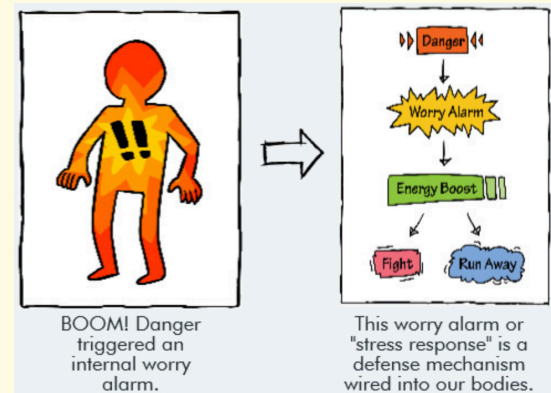 !!
BOOM! Danger
triggered an
internal worry
alarm.
Danger
Worry Alarm
Energy Boost
Fight
Run Away
This worry alarm or
"stress response" is a
defense mechanism
wired into our bodies.